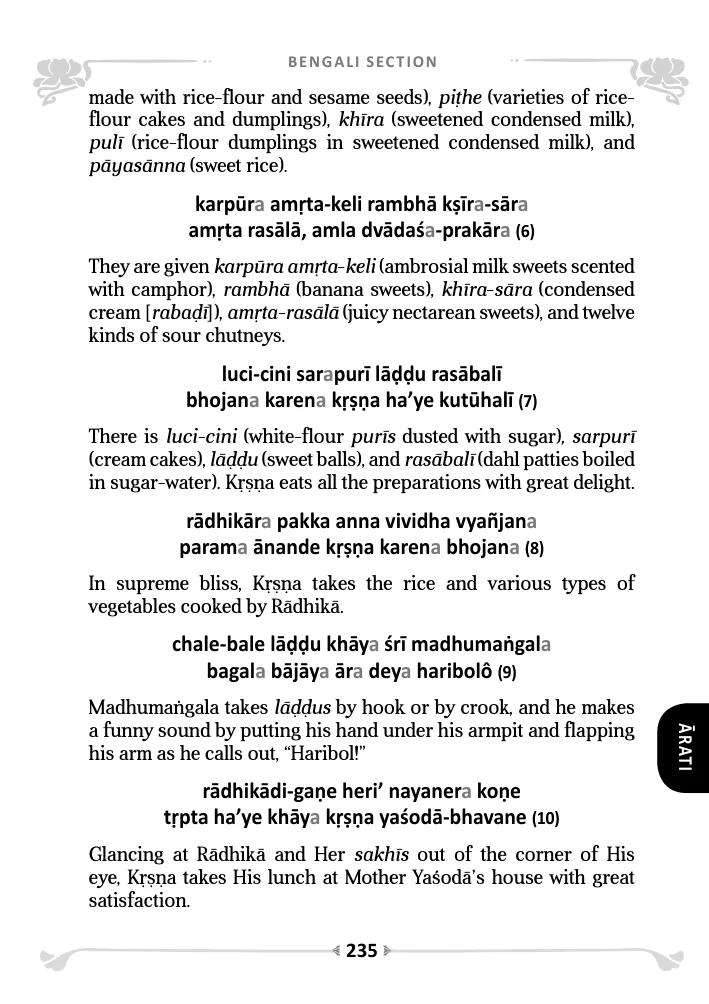 BENGALI SECTION
made with rice-flour and sesame seeds), piṭhe (varieties of rice-
flour cakes and dumplings), khīra (sweetened condensed milk),
pulī (rice-flour dumplings in sweetened condensed milk), and
pāyasānna (sweet rice).
karpūra amṛta-keli rambhā kṣīra-sāra
amṛta rasālā, amla dvādaśa-prakāra (6)
They are given karpūra amṛta-keli (ambrosial milk sweets scented
with camphor), rambhā (banana sweets), khīra-sāra (condensed
cream [rabaḍī]), amṛta-rasālā (juicy nectarean sweets), and twelve
kinds of sour chutneys.
luci-cini sarapurī lāḍḍu rasābalī
bhojana karena kṛṣṇa ha’ye kutūhalī (7)
There is luci-cini (white-flour purīs dusted with sugar), sarpurī
(cream cakes), lāḍḍu (sweet balls), and rasābalī (dahl patties boiled
in sugar-water). Kṛṣṇa eats all the preparations with great delight.
rādhikāra pakka anna vividha vyañjana
parama ānande kṛṣṇa karena bhojana (8)
In supreme bliss, Kṛṣṇa takes the rice and various types of
vegetables cooked by Rādhikā.
chale-bale lāḍḍu khāya śrī madhumaṅgala
bagala bājāya āra deya haribolô (9)
Madhumaṅgala takes lāḍḍus by hook or by crook, and he makes
a funny sound by putting his hand under his armpit and flapping
his arm as he calls out, “Haribol!”
ĀRATI
rādhikādi-gaṇe heri’ nayanera koṇe
tṛpta ha’ye khāya kṛṣṇa yaśodā-bhavane (10)
Glancing at Rādhikā and Her sakhīs out of the corner of His
eye, Kṛṣṇa takes His lunch at Mother Yaśodā’s house with great
satisfaction.
235